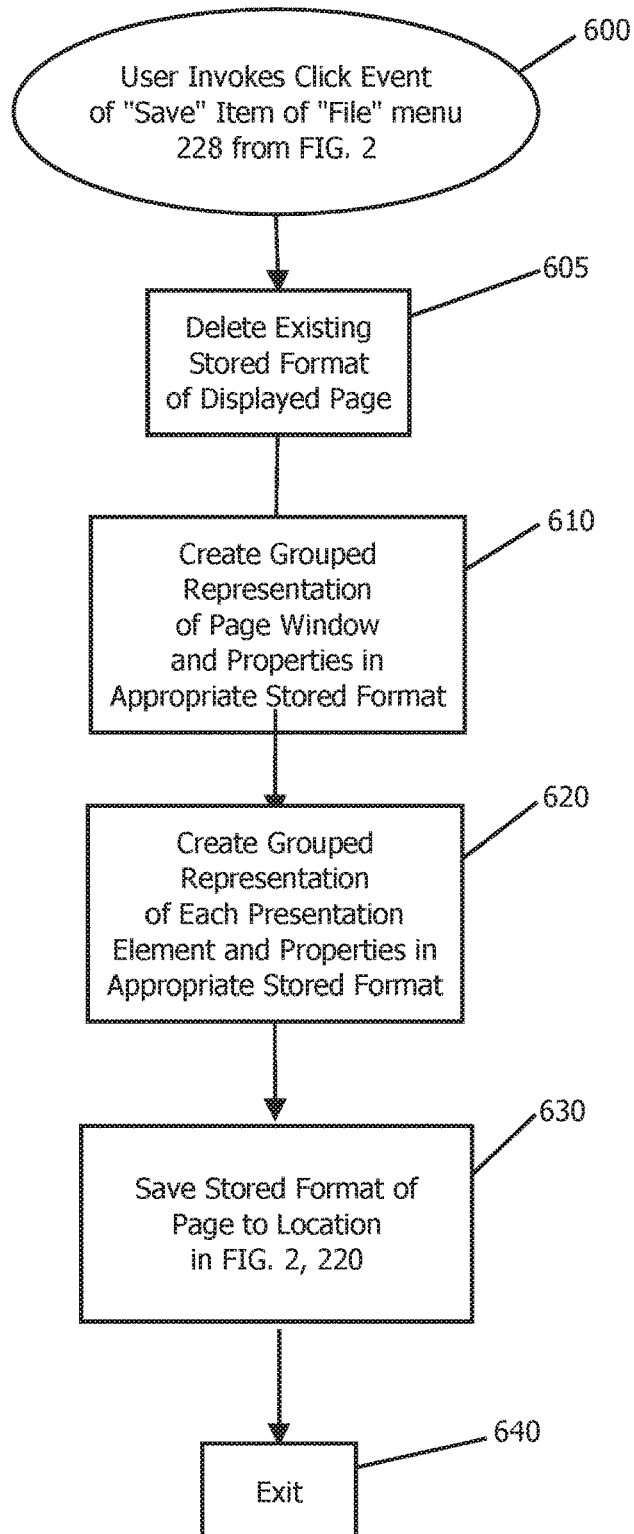 600
User Invokes Click Event
of "Save" Item of "File" menu
228 from FIG. 2
605
Delete Existing
Stored Format
of Displayed Page
610
Create Grouped
Representation
of Page Window
and Properties in
Appropriate Stored Format
620
Create Grouped
Representation
of Each Presentation
Element and Properties in
Appropriate Stored Format
630
Save Stored Format of
Page to Location
in FIG. 2, 220
640
Exit